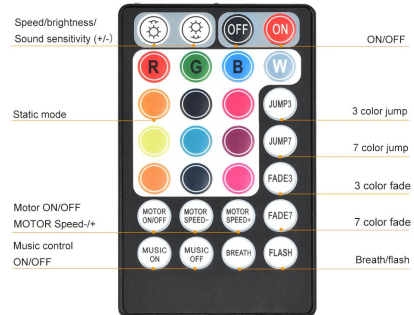 Speed/brightness/
Sound sensitivity (+/-)
OFF
ON
ON/OFF
R
G
B
W
Static mode
JUMP3
3 color jump
JUMP7
7 color jump
FADE3
3 color fade
Motor ON/OFF
MOTOR Speed-/+
MOTOR
ON/OFF
MOTOR
SPEED-
MOTOR
SPEED+
FADE7
7 color fade
Music control
ON/OFF
MUSIC
ON
MUSIC
OFF
BREATH
FLASH
Breath/flash